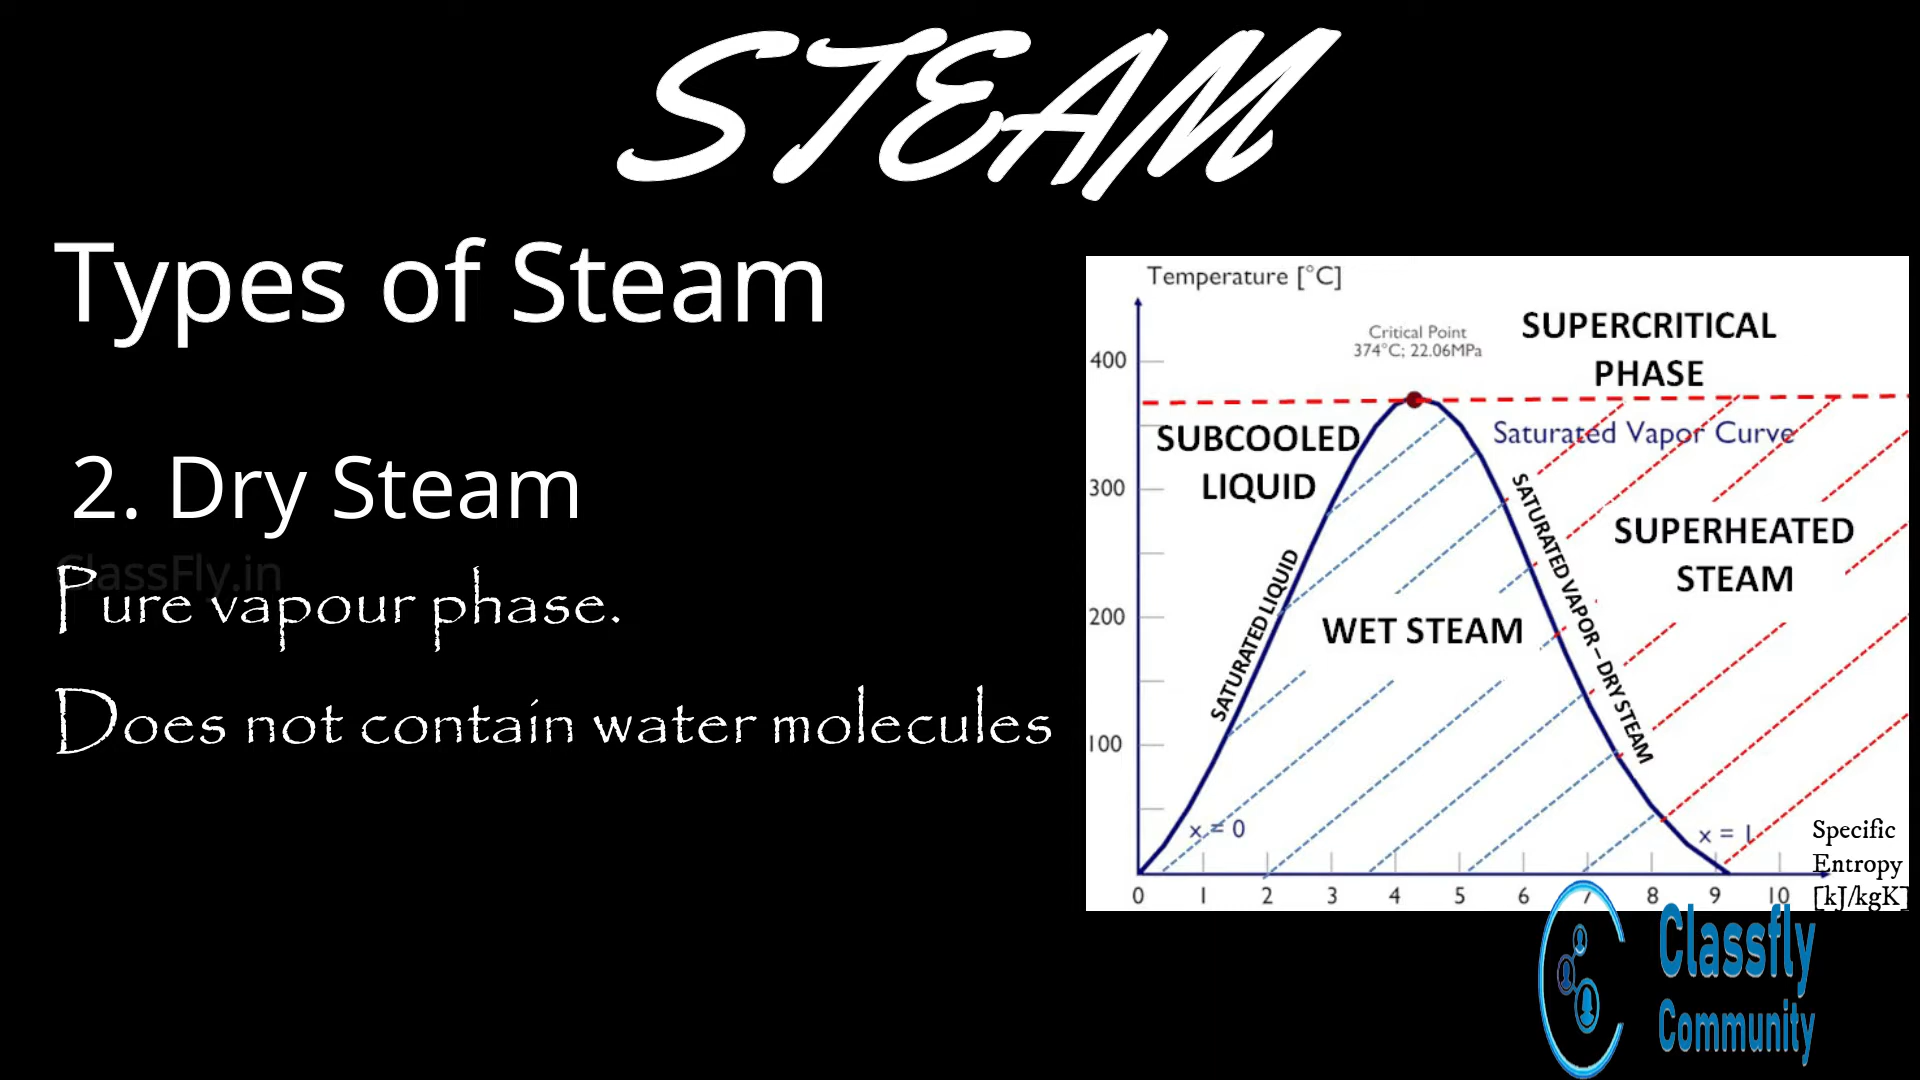 STEAM
Types of Steam
2. Dry Steam
ClassFly.in
Pure vapour phase.
Does not contain water molecules
Temperature [°C]
Critical Point
374°C; 22.06MPa
SUPERCRITICAL
PHASE
400
SUBCOOLED
LIQUID
Saturated Vapor Curve
300
SUPERHEATED
STEAM
SATURATED LIQUID
WET STEAM
SATURATED VAPOR – DRY STEAM
200
100
x = 0
x = 1
Specific
Entropy
[kJ/kgK]
0 1 2 3 4 5 6 7 8 9 10
Classfly
Community